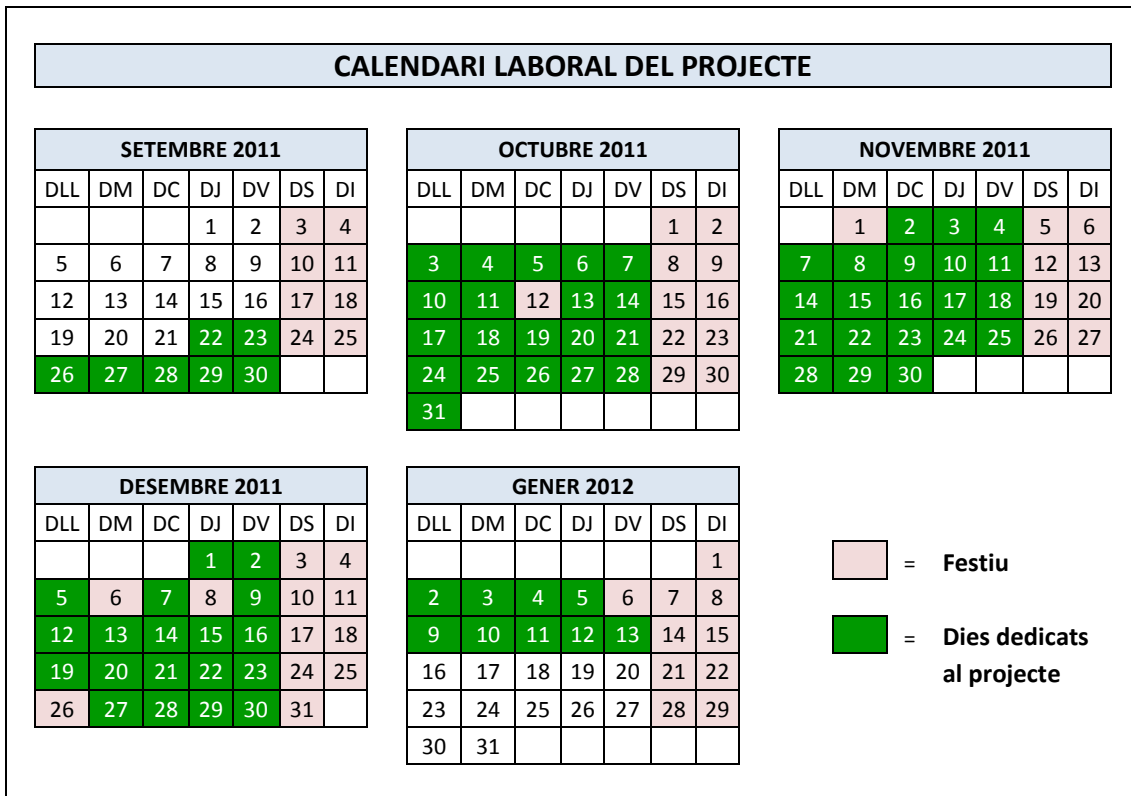 CALENDARI LABORAL DEL PROJECTE
SETEMBRE 2011
DLL DM DC DJ DV DS DI
1 2 3 4
5 6 7 8 9 10 11
12 13 14 15 16 17 18
19 20 21 22 23 24 25
26 27 28 29 30
OCTUBRE 2011
DLL DM DC DJ DV DS DI
1 2
3 4 5 6 7 8 9
10 11 12 13 14 15 16
17 18 19 20 21 22 23
24 25 26 27 28 29 30
31
NOVEMBRE 2011
DLL DM DC DJ DV DS DI
1 2 3 4 5 6
7 8 9 10 11 12 13
14 15 16 17 18 19 20
21 22 23 24 25 26 27
28 29 30
DESEMBRE 2011
DLL DM DC DJ DV DS DI
1 2 3 4
5 6 7 8 9 10 11
12 13 14 15 16 17 18
19 20 21 22 23 24 25
26 27 28 29 30 31
GENER 2012
DLL DM DC DJ DV DS DI
1
2 3 4 5 6 7 8
9 10 11 12 13 14 15
16 17 18 19 20 21 22
23 24 25 26 27 28 29
30 31
= Festiu
= Dies dedicats
al projecte